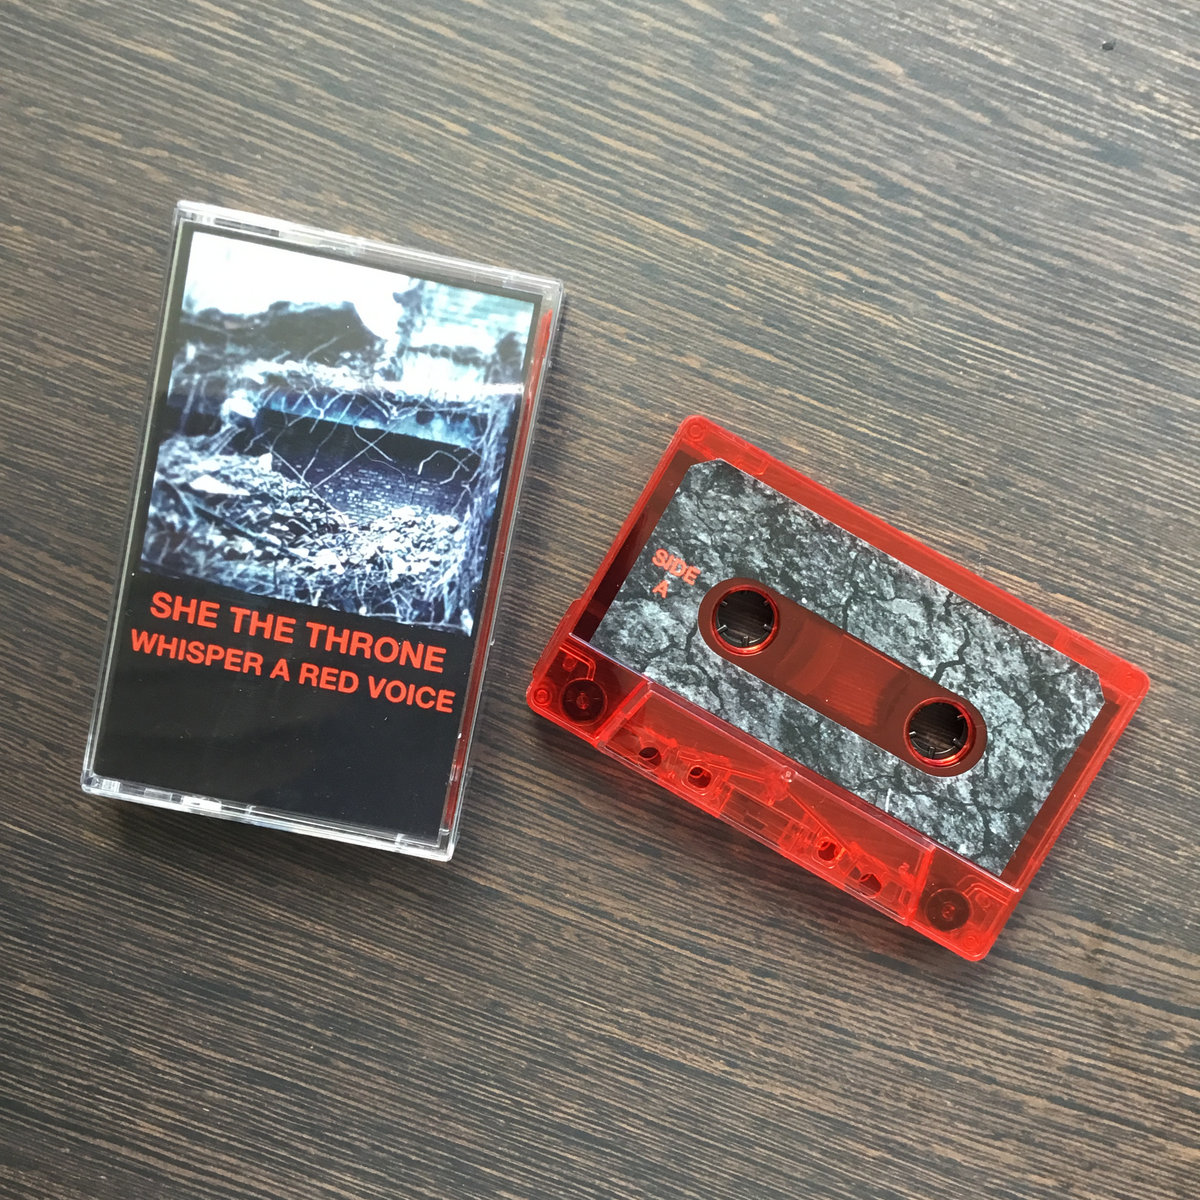 SHE THE THRONE
WHISPER A RED VOICE
SIDE
A